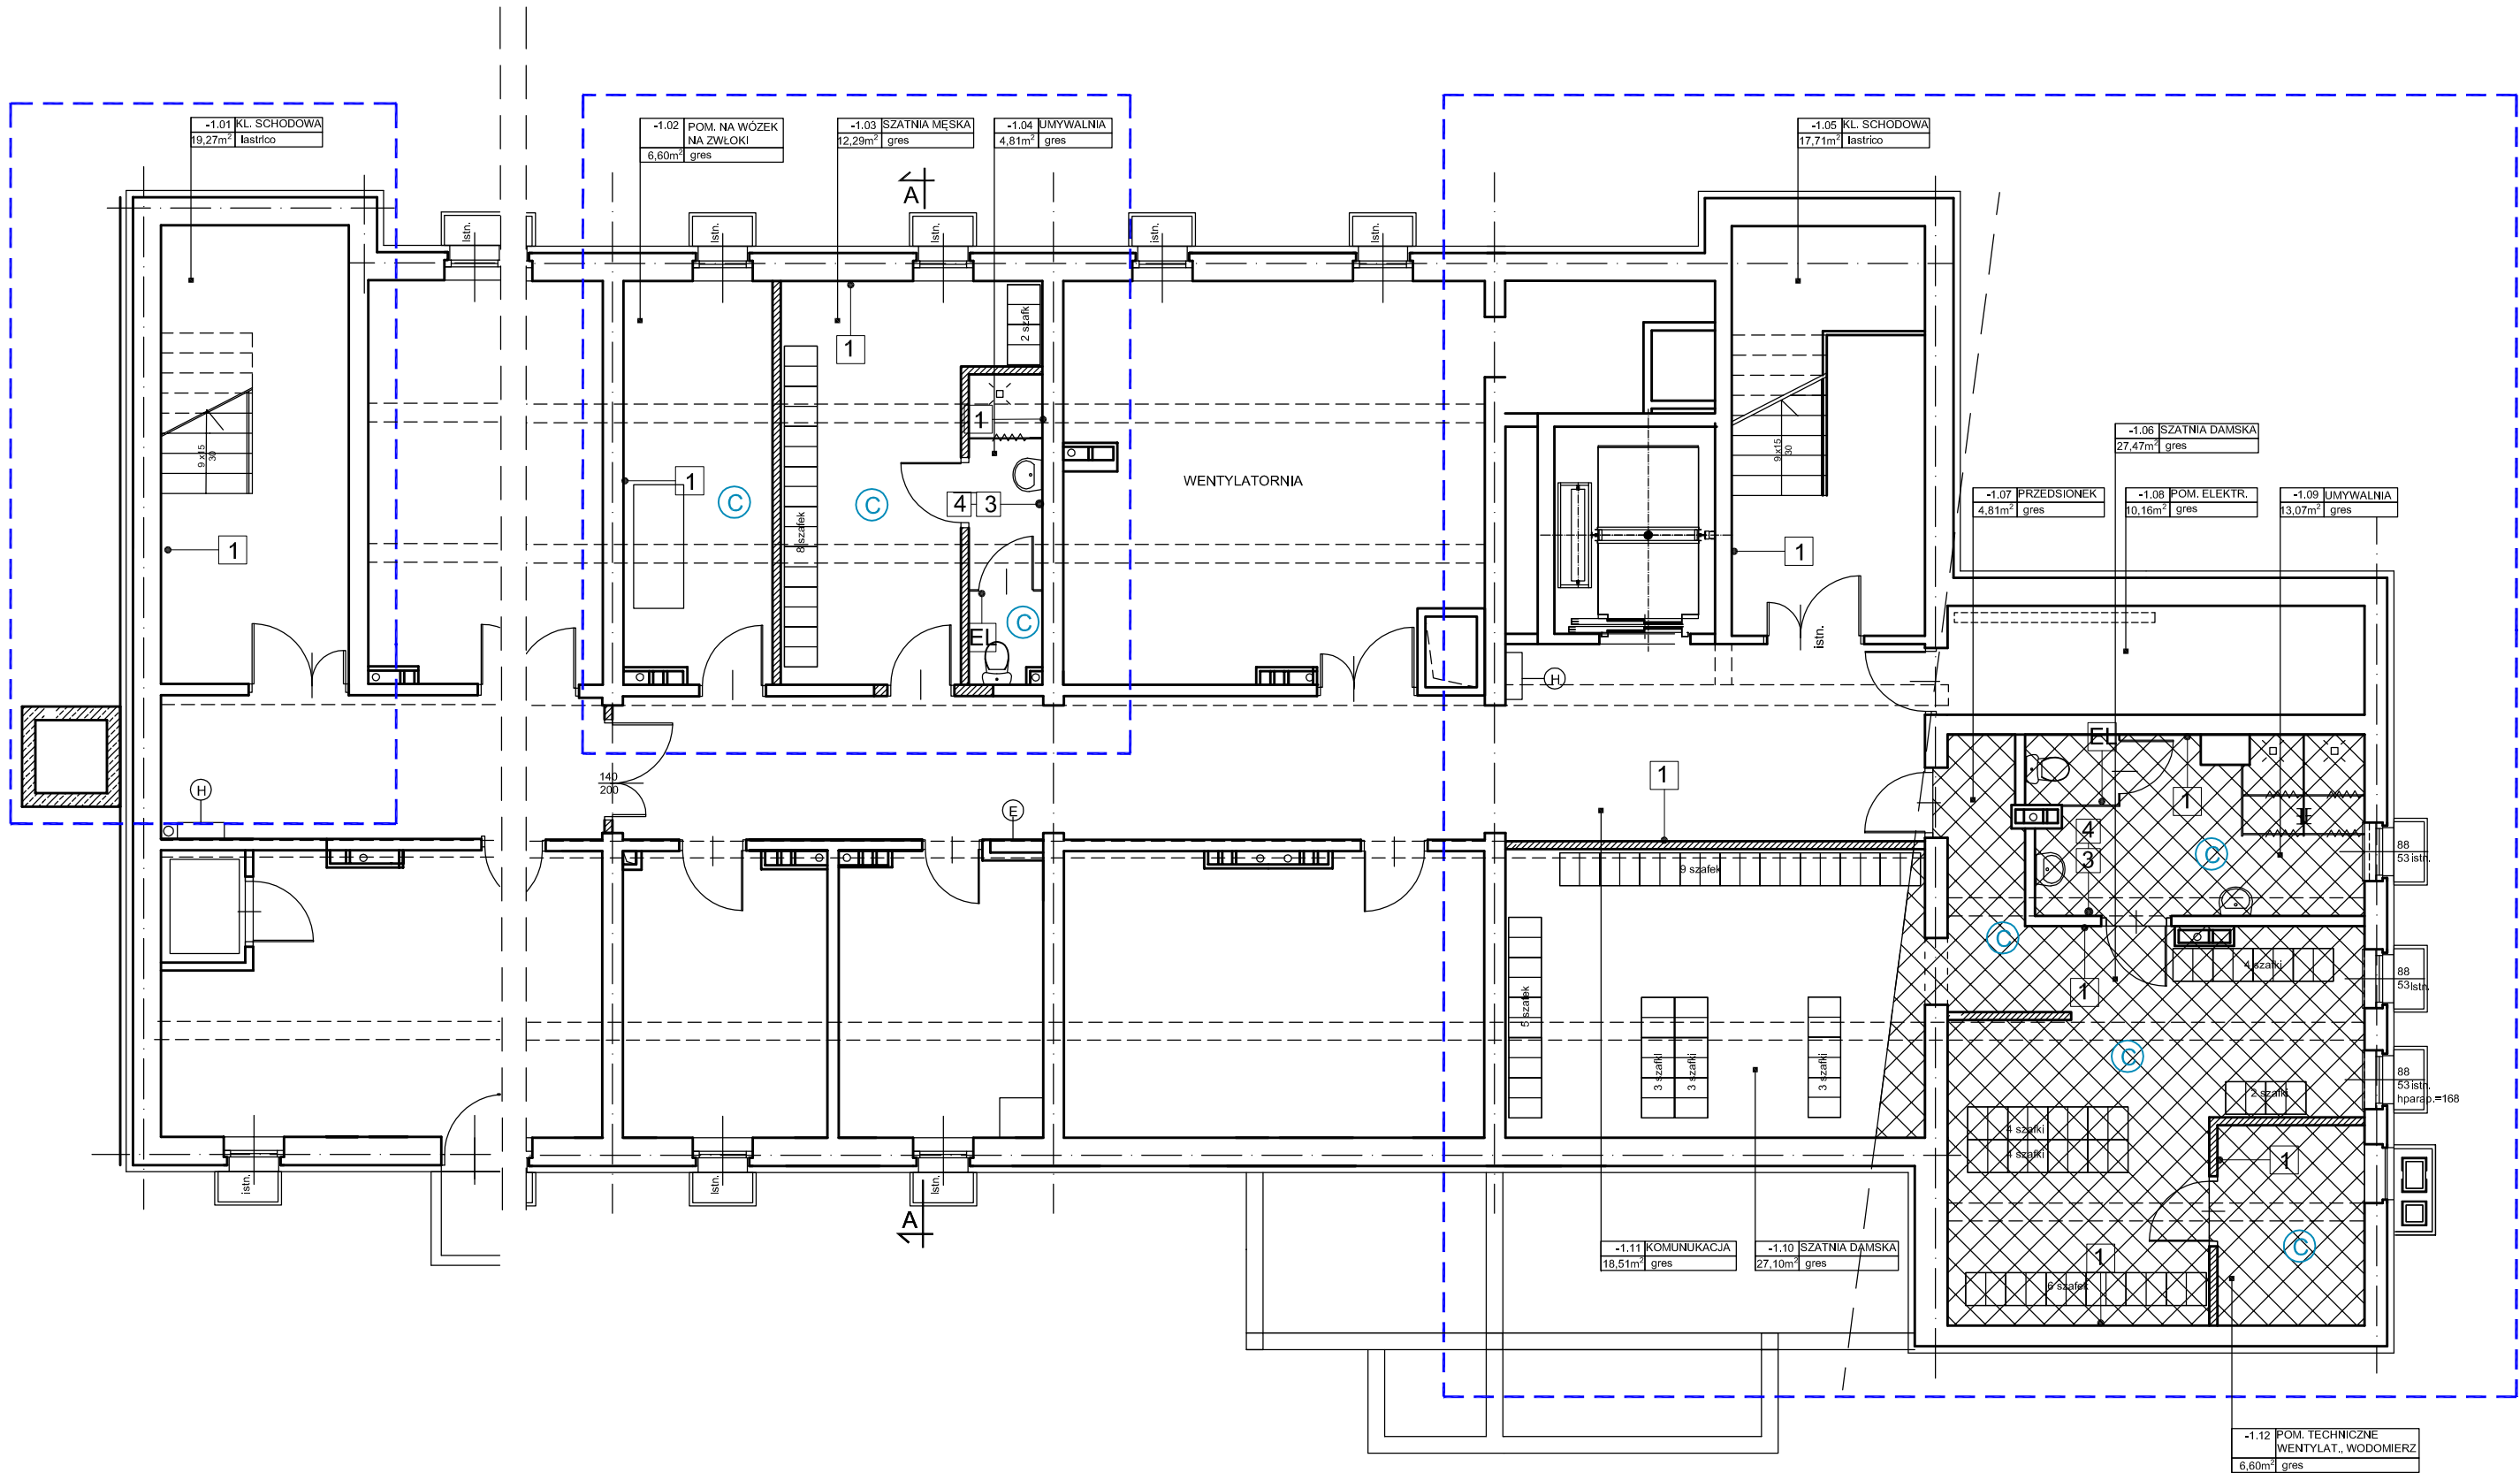 -1.01 KL. SCHODOWA
19,27m² lastrico
-1.02 POM. NA WÓZEK
NA ZWŁOKI
6,60m² gres
-1.03 SZATNIA MĘSKA
12,29m² gres
-1.04 UMYWALNIA
4,81m² gres
-1.05 KL. SCHODOWA
17,71m² lastrico
A
istn.
istn.
istn.
istn.
istn.
2 szafk
1
1
-1.06 SZATNIA DAMSKA
27,47m² gres
9 x15
30
1
C
C
4 3
WENTYLATORNIA
9 x15
30
-1.07 PRZEDSIONEK
4,81m² gres
-1.08 POM. ELEKTR.
10,16m² gres
-1.09 UMYWALNIA
13,07m² gres
8 szafek
1
1
C
EL
istn.
H
EL
140
200
H
E
1
1
4
3
C
88
53 istn.
9 szafek
C
4 szafki
88
53 istn.
1
5 szafek
3 szafki
3 szafki
3 szafki
C
88
53 istn.
hparap.=168
2 szafki
4 szafki
4 szafki
1
istn.
istn.
istn.
A
-1.11 KOMUNUKACJA
18,51m² gres
-1.10 SZATNIA DAMSKA
27,10m² gres
C
1
6 szafek
-1.12 POM. TECHNICZNE
WENTYLAT., WODOMIERZ
6,60m² gres